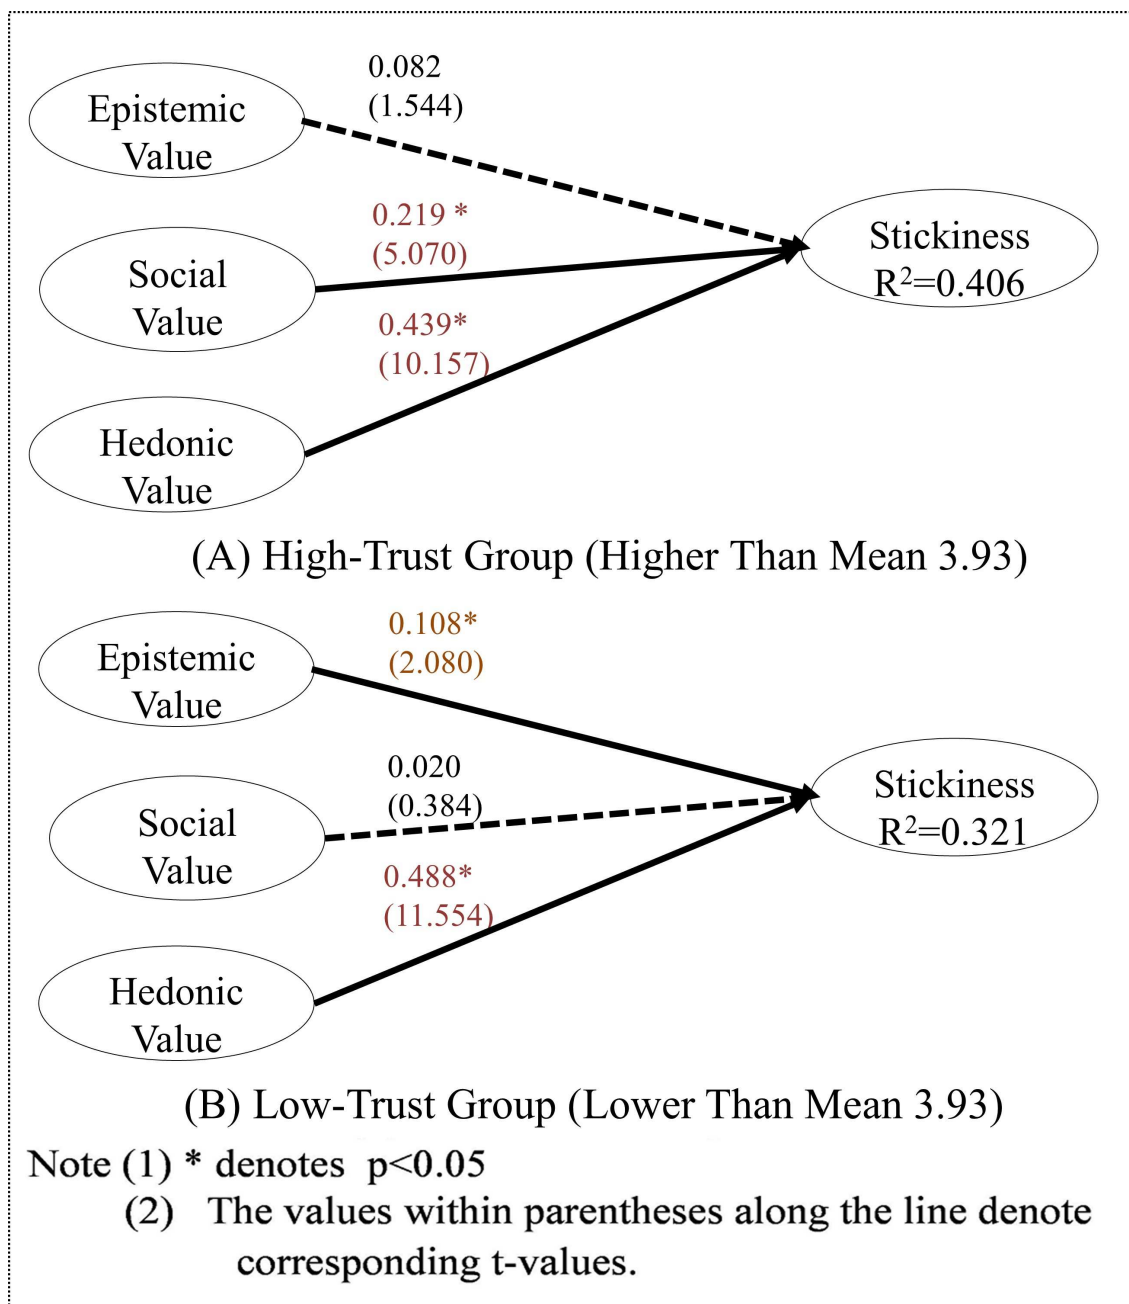 0.082
(1.544)
Epistemic
Value
0.219 *
(5.070)
Social
Value
Stickiness
R²=0.406
0.439*
(10.157)
Hedonic
Value
(A) High-Trust Group (Higher Than Mean 3.93)
0.108*
(2.080)
Epistemic
Value
0.020
(0.384)
Social
Value
Stickiness
R²=0.321
0.488*
(11.554)
Hedonic
Value
(B) Low-Trust Group (Lower Than Mean 3.93)
Note (1) * denotes p<0.05
(2) The values within parentheses along the line denote
corresponding t-values.